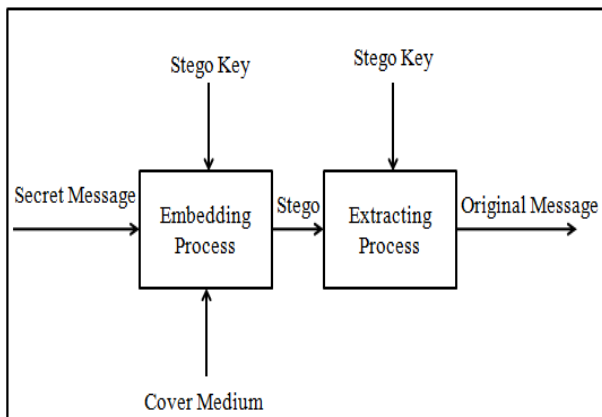 Stego Key
Stego Key
Secret Message
Embedding
Process
Stego
Extracting
Process
Original Message
Cover Medium